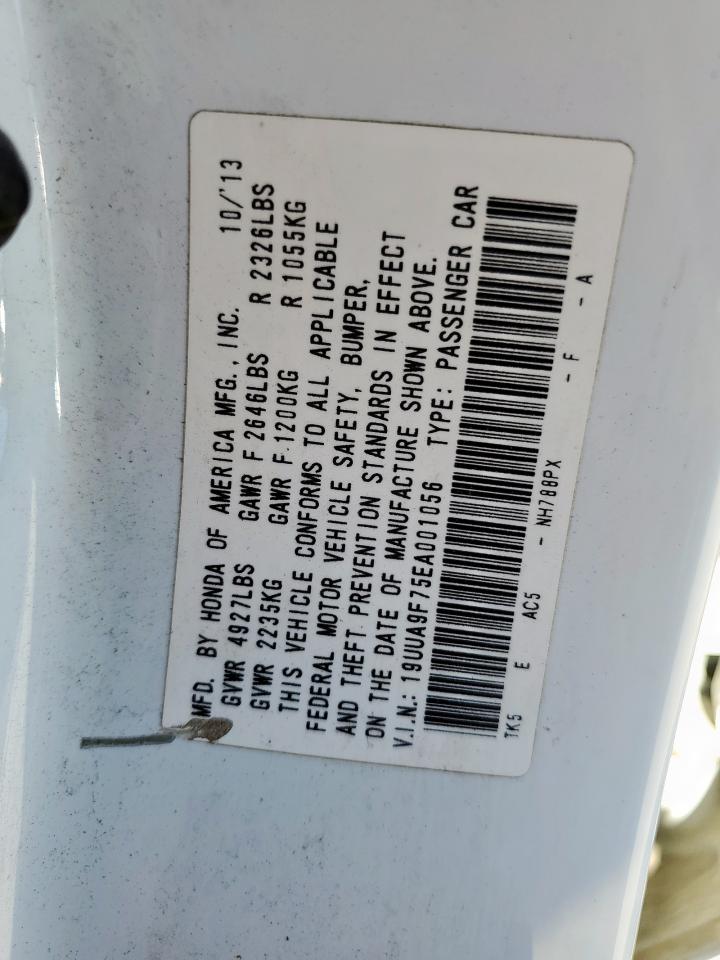 MFD. BY HONDA OF AMERICA MFG., INC. 10/'13
GVWR 4927LBS GAWR F 2646LBS R 2326LBS
GVWR 2235KG GAWR F 1200KG R 1055KG
THIS VEHICLE CONFORMS TO ALL APPLICABLE
FEDERAL MOTOR VEHICLE SAFETY, BUMPER,
AND THEFT PREVENTION STANDARDS IN EFFECT
ON THE DATE OF MANUFACTURE SHOWN ABOVE.
V.I.N.: 19UUA9F75EA001056 TYPE: PASSENGER CAR
TK5 E AC5 - NH788PX - F - A